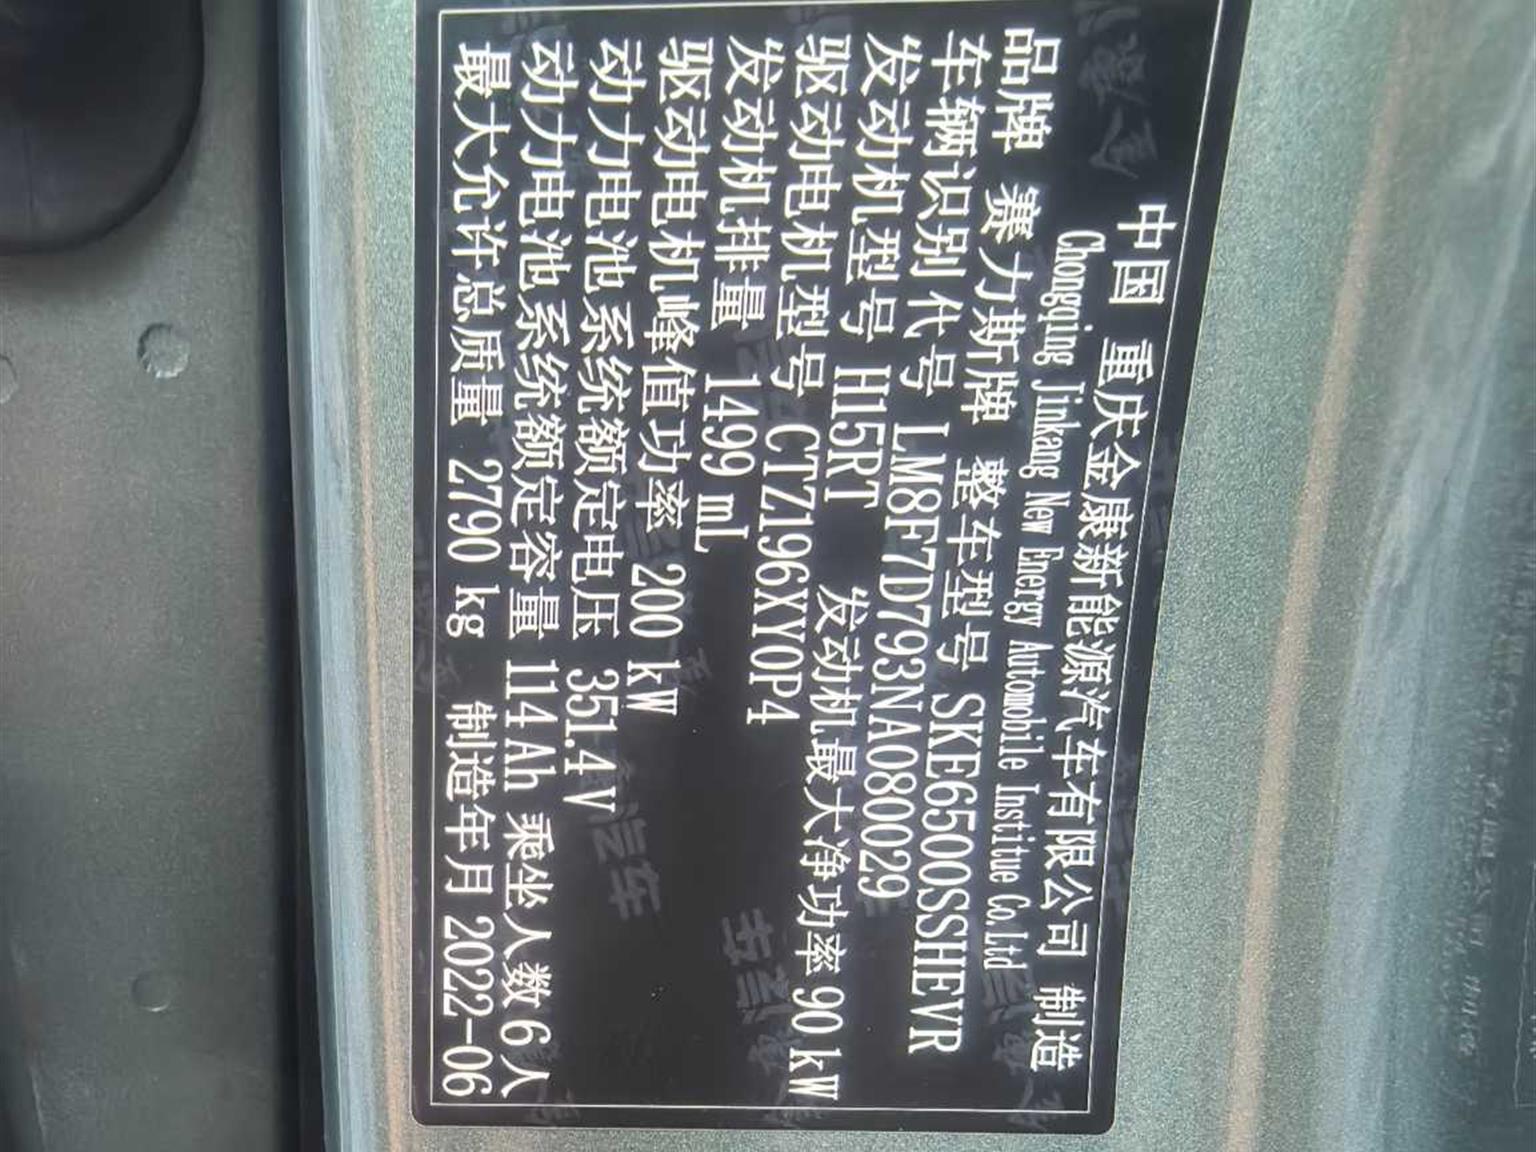 中国 重庆金康新能源汽车有限公司 制造
Chongqing Jinkang New Energy Automobile Institue Co.Ltd
品牌 赛力斯牌 整车型号 SKE6500SSHEVR
车辆识别代号 LM8F7D793NA080029
发动机型号 H15RT 发动机最大净功率 90 kW
驱动电机型号 CTZ196XY0P4
发动机排量 1499 mL
驱动电机峰值功率 200 kW
动力电池系统额定电压 351.4 V
动力电池系统额定容量 114 Ah 乘坐人数 6 人
最大允许总质量 2790 kg 制造年月 2022-06